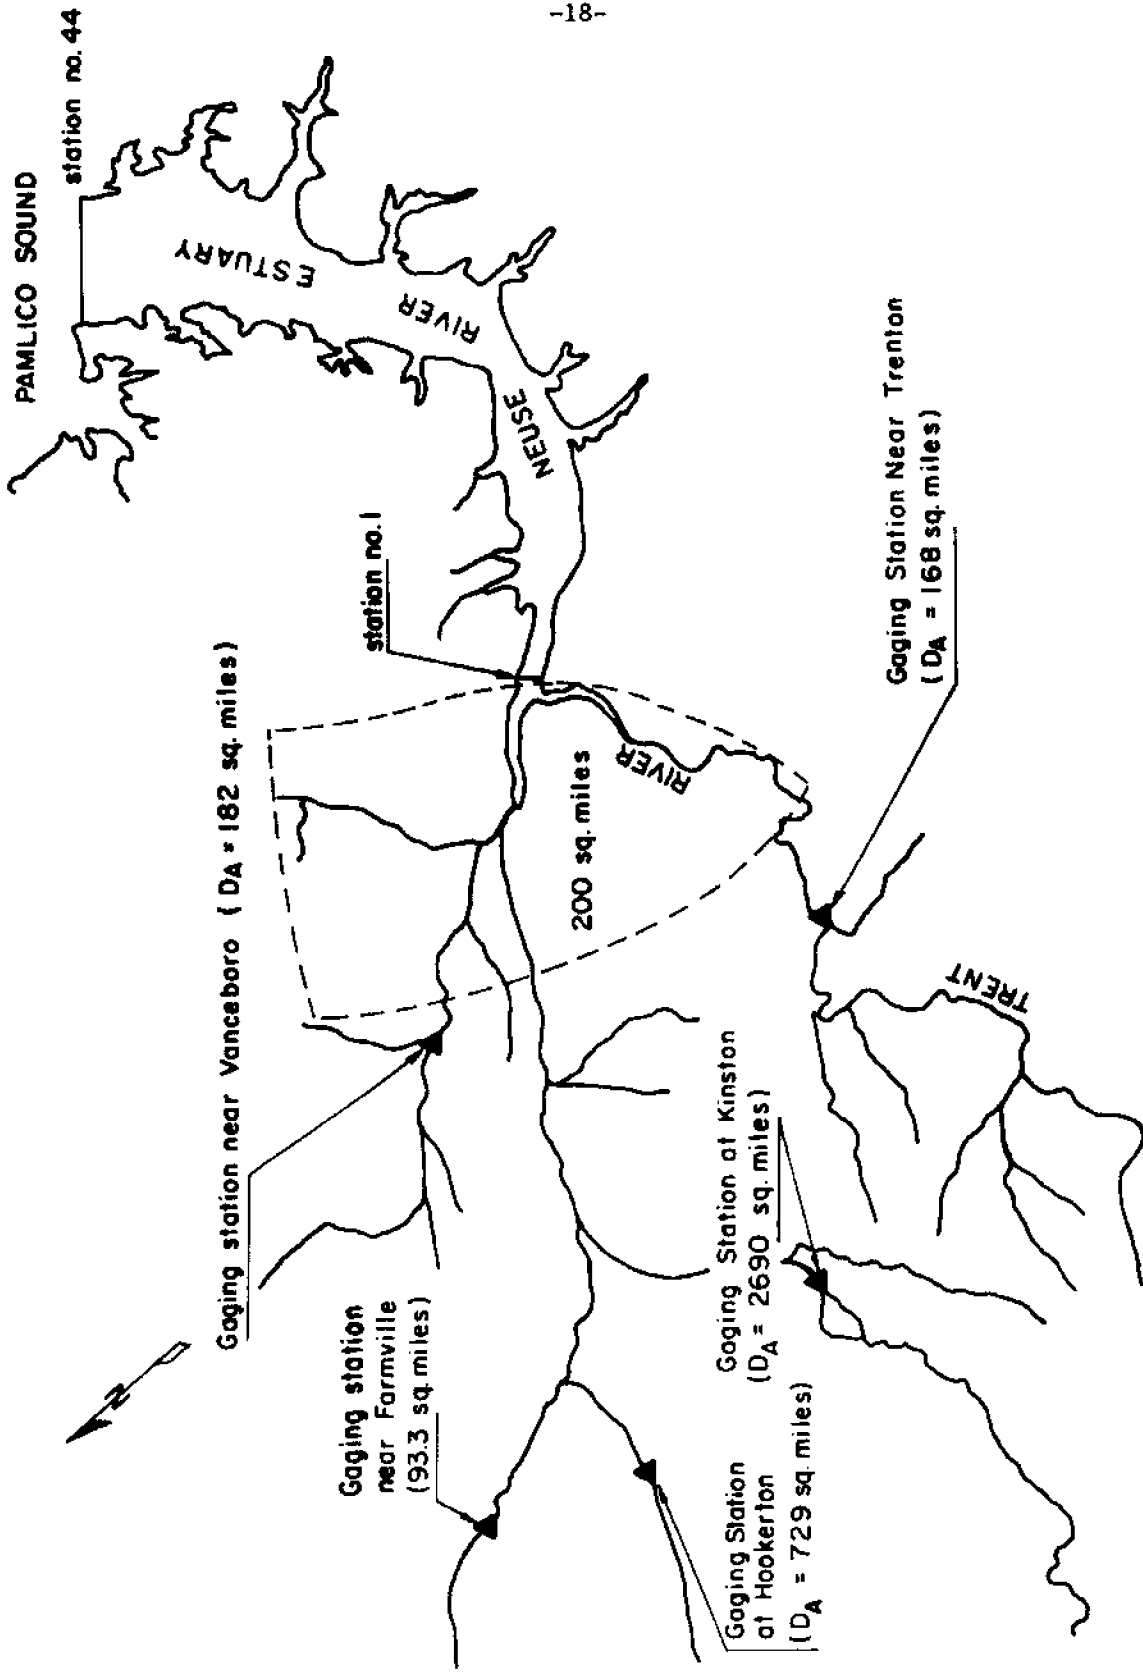 -18-
PAMLICO SOUND
station no. 44
ESTUARY
RIVER
NEUSE
station no. 1
Gaging station near Vanceboro ( DA = 182 sq. miles)
200 sq. miles
RIVER
Gaging Station Near Trenton
(DA = 168 sq. miles)
TRENT
N
Gaging station
near Farmville
(93.3 sq. miles)
Gaging Station at Kinston
(DA = 2690 sq. miles)
Gaging Station
at Hookerton
(DA = 729 sq. miles)